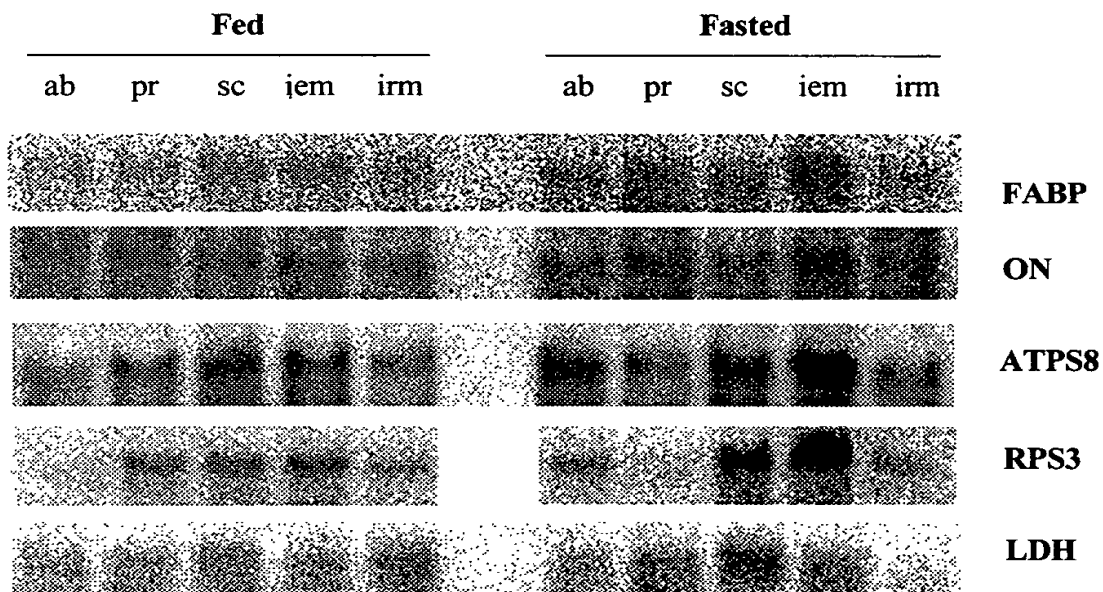 Fed Fasted
ab pr sc iem irm ab pr sc iem irm
FABP
ON
ATPS8
RPS3
LDH